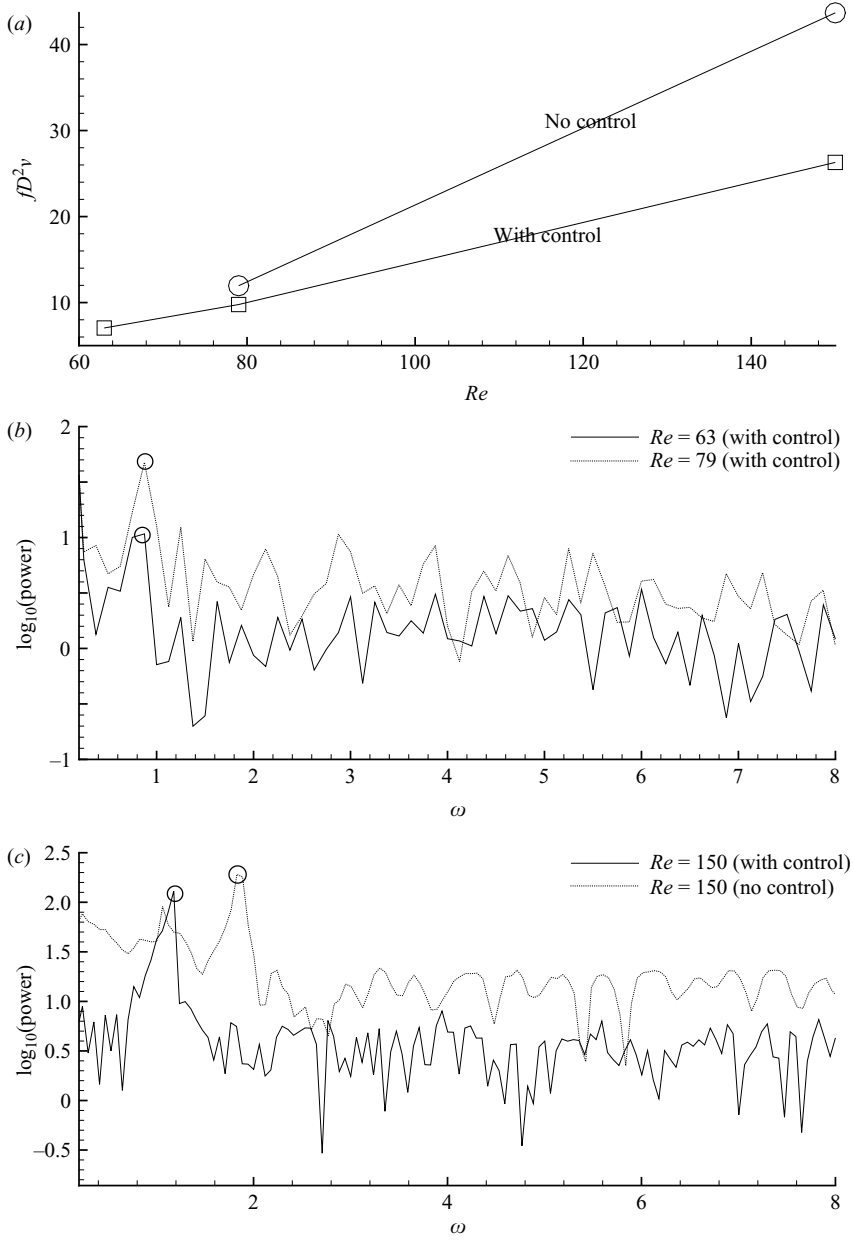 (a)
40
30
20
10
fD²v
No control
With control
60
80
100
120
140
Re
(b)
2
1
0
–1
log₁₀(power)
Re = 63 (with control)
Re = 79 (with control)
1
2
3
4
5
6
7
8
ω
(c)
2.5
2.0
1.5
1.0
0.5
0
–0.5
log₁₀(power)
Re = 150 (with control)
Re = 150 (no control)
2
4
6
8
ω